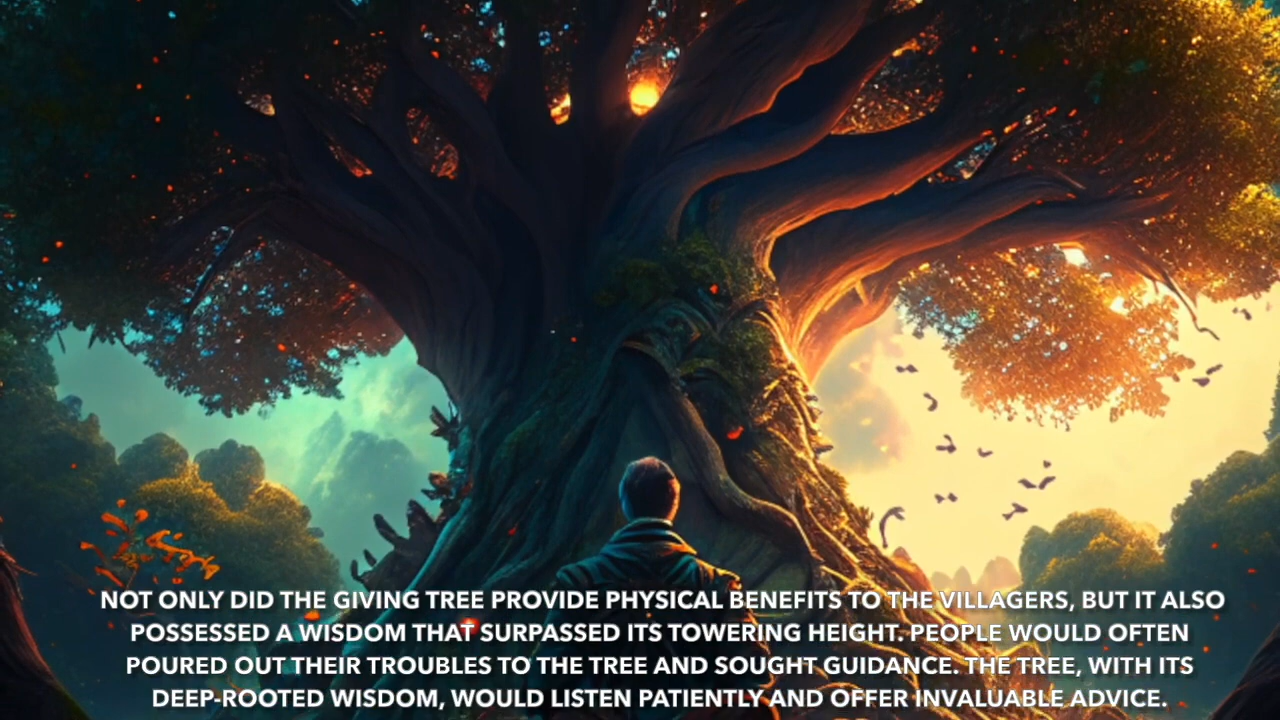 NOT ONLY DID THE GIVING TREE PROVIDE PHYSICAL BENEFITS TO THE VILLAGERS, BUT IT ALSO
POSSESSED A WISDOM THAT SURPASSED ITS TOWERING HEIGHT. PEOPLE WOULD OFTEN
POURED OUT THEIR TROUBLES TO THE TREE AND SOUGHT GUIDANCE. THE TREE, WITH ITS
DEEP-ROOTED WISDOM, WOULD LISTEN PATIENTLY AND OFFER INVALUABLE ADVICE.